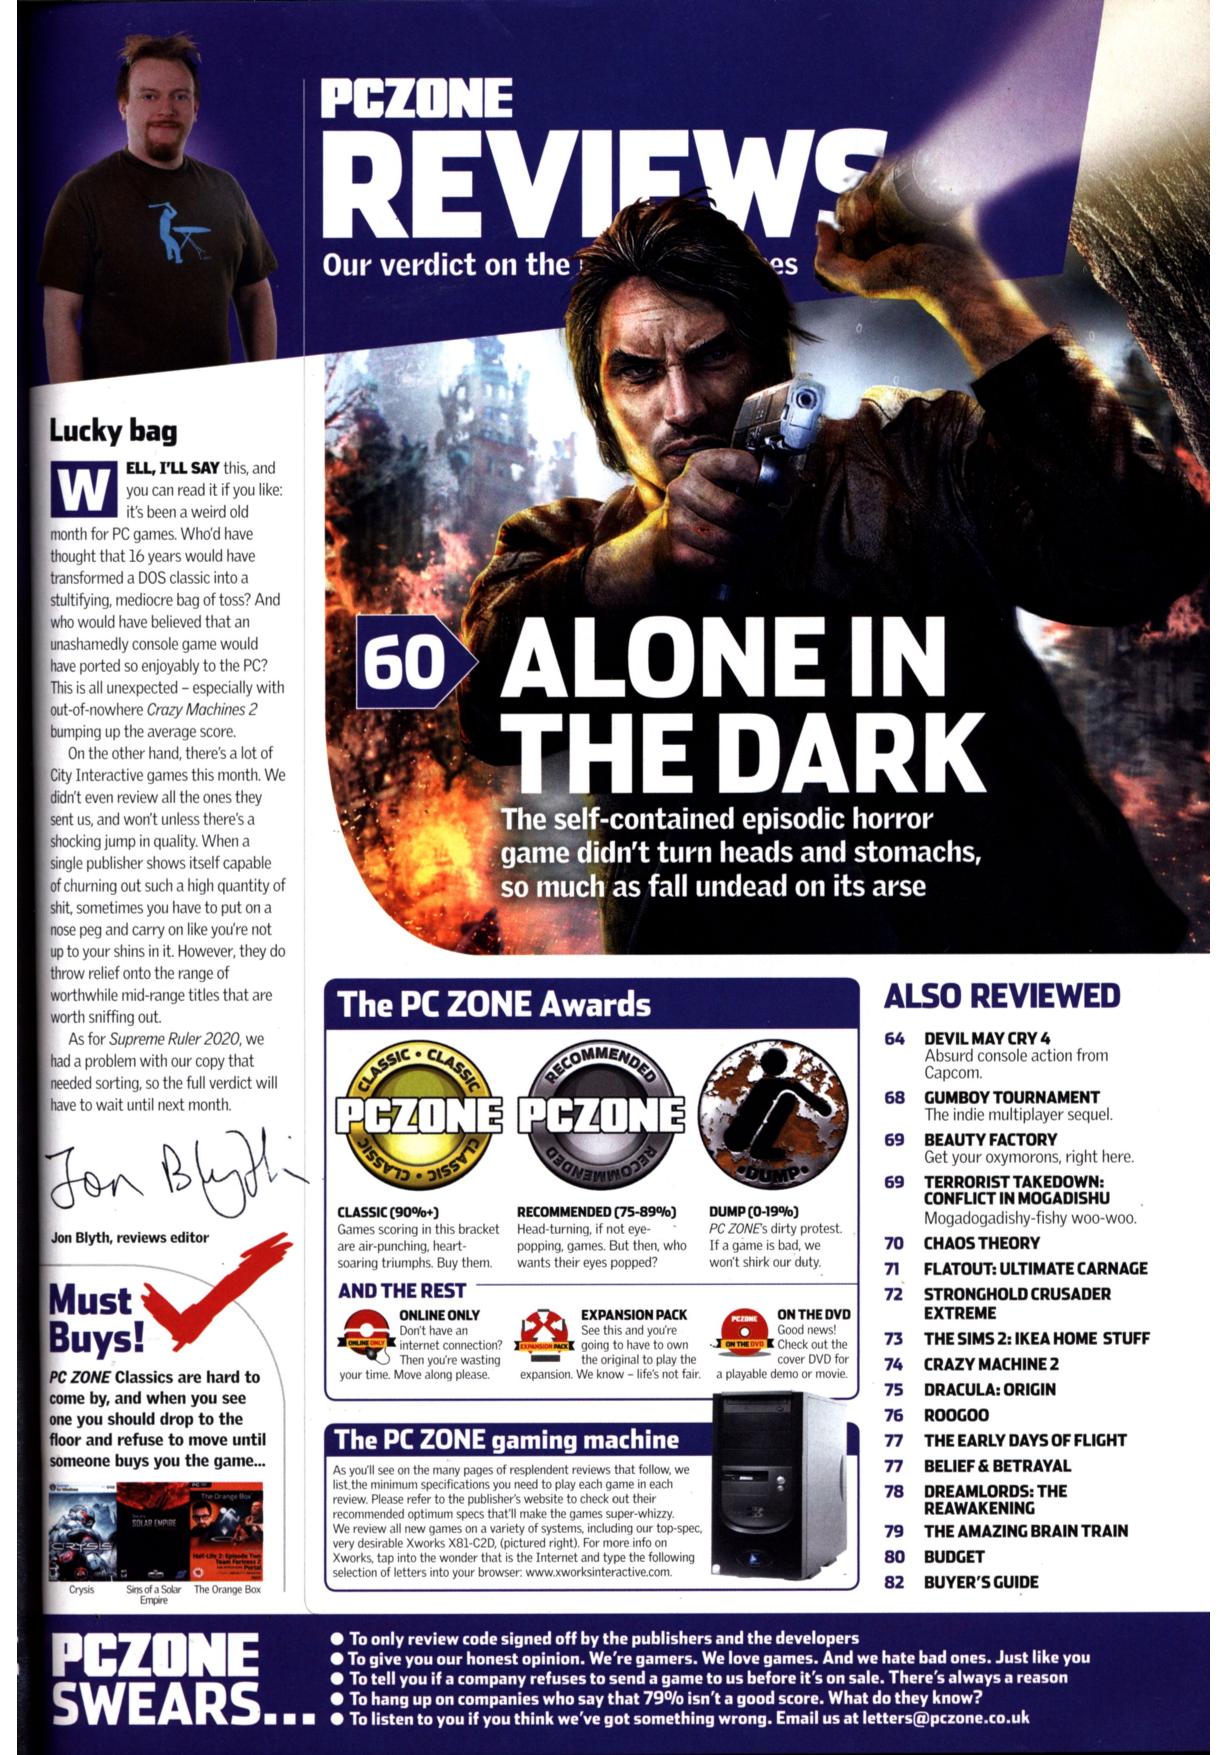 PCZONE
REVIEWS
Our verdict on the
es
Lucky bag
WELL, I'LL SAY this, and
you can read it if you like:
it's been a weird old
month for PC games. Who'd have
thought that 16 years would have
transformed a DOS classic into a
stultifying, mediocre bag of toss? And
who would have believed that an
unashamedly console game would
have ported so enjoyably to the PC?
This is all unexpected – especially with
out-of-nowhere Crazy Machines 2
bumping up the average score.
On the other hand, there's a lot of
City Interactive games this month. We
didn't even review all the ones they
sent us, and won't unless there's a
shocking jump in quality. When a
single publisher shows itself capable
of churning out such a high quantity of
shit, sometimes you have to put on a
nose peg and carry on like you're not
up to your shins in it. However, they do
throw relief onto the range of
worthwhile mid-range titles that are
worth sniffing out.
As for Supreme Ruler 2020, we
had a problem with our copy that
needed sorting, so the full verdict will
have to wait until next month.
Jon Blyth
Jon Blyth, reviews editor
Must
Buys!
PC ZONE Classics are hard to
come by, and when you see
one you should drop to the
floor and refuse to move until
someone buys you the game...
CRYSIS
SOLAR EMPIRE
The Orange Box
Half-Life 2: Episode Two
Team Fortress 2
Portal
Crysis
Sins of a Solar
Empire
The Orange Box
60
ALONE IN
THE DARK
The self-contained episodic horror
game didn't turn heads and stomachs,
so much as fall undead on its arse
The PC ZONE Awards
CLASSIC • CLASSIC
PCZONE
CLASSIC • CLASSIC
RECOMMENDED
PCZONE
RECOMMENDED
•DUMP•
CLASSIC (90%+)
Games scoring in this bracket
are air-punching, heart-
soaring triumphs. Buy them.
RECOMMENDED (75-89%)
Head-turning, if not eye-
popping, games. But then, who
wants their eyes popped?
DUMP (0-19%)
PC ZONE's dirty protest.
If a game is bad, we
won't shirk our duty.
AND THE REST
ONLINE ONLY
ONLINE ONLY
Don't have an
internet connection?
Then you're wasting
your time. Move along please.
EXPANSION PACK
EXPANSION PACK
See this and you're
going to have to own
the original to play the
expansion. We know – life's not fair.
PCZONE
ON THE DVD
ON THE DVD
Good news!
Check out the
cover DVD for
a playable demo or movie.
The PC ZONE gaming machine
As you'll see on the many pages of resplendent reviews that follow, we
list the minimum specifications you need to play each game in each
review. Please refer to the publisher's website to check out their
recommended optimum specs that'll make the games super-whizzy.
We review all new games on a variety of systems, including our top-spec,
very desirable Xworks X81-C2D, (pictured right). For more info on
Xworks, tap into the wonder that is the Internet and type the following
selection of letters into your browser: www.xworksinteractive.com.
ALSO REVIEWED
64 DEVIL MAY CRY 4
Absurd console action from
Capcom.
68 GUMBOY TOURNAMENT
The indie multiplayer sequel.
69 BEAUTY FACTORY
Get your oxymorons, right here.
69 TERRORIST TAKEDOWN:
CONFLICT IN MOGADISHU
Mogadogadishy-fishy woo-woo.
70 CHAOS THEORY
71 FLATOUT: ULTIMATE CARNAGE
72 STRONGHOLD CRUSADER
EXTREME
73 THE SIMS 2: IKEA HOME STUFF
74 CRAZY MACHINE 2
75 DRACULA: ORIGIN
76 ROOGOO
77 THE EARLY DAYS OF FLIGHT
77 BELIEF & BETRAYAL
78 DREAMLORDS: THE
REAWAKENING
79 THE AMAZING BRAIN TRAIN
80 BUDGET
82 BUYER'S GUIDE
PCZONE
SWEARS...
● To only review code signed off by the publishers and the developers
● To give you our honest opinion. We're gamers. We love games. And we hate bad ones. Just like you
● To tell you if a company refuses to send a game to us before it's on sale. There's always a reason
● To hang up on companies who say that 79% isn't a good score. What do they know?
● To listen to you if you think we've got something wrong. Email us at letters@pczone.co.uk